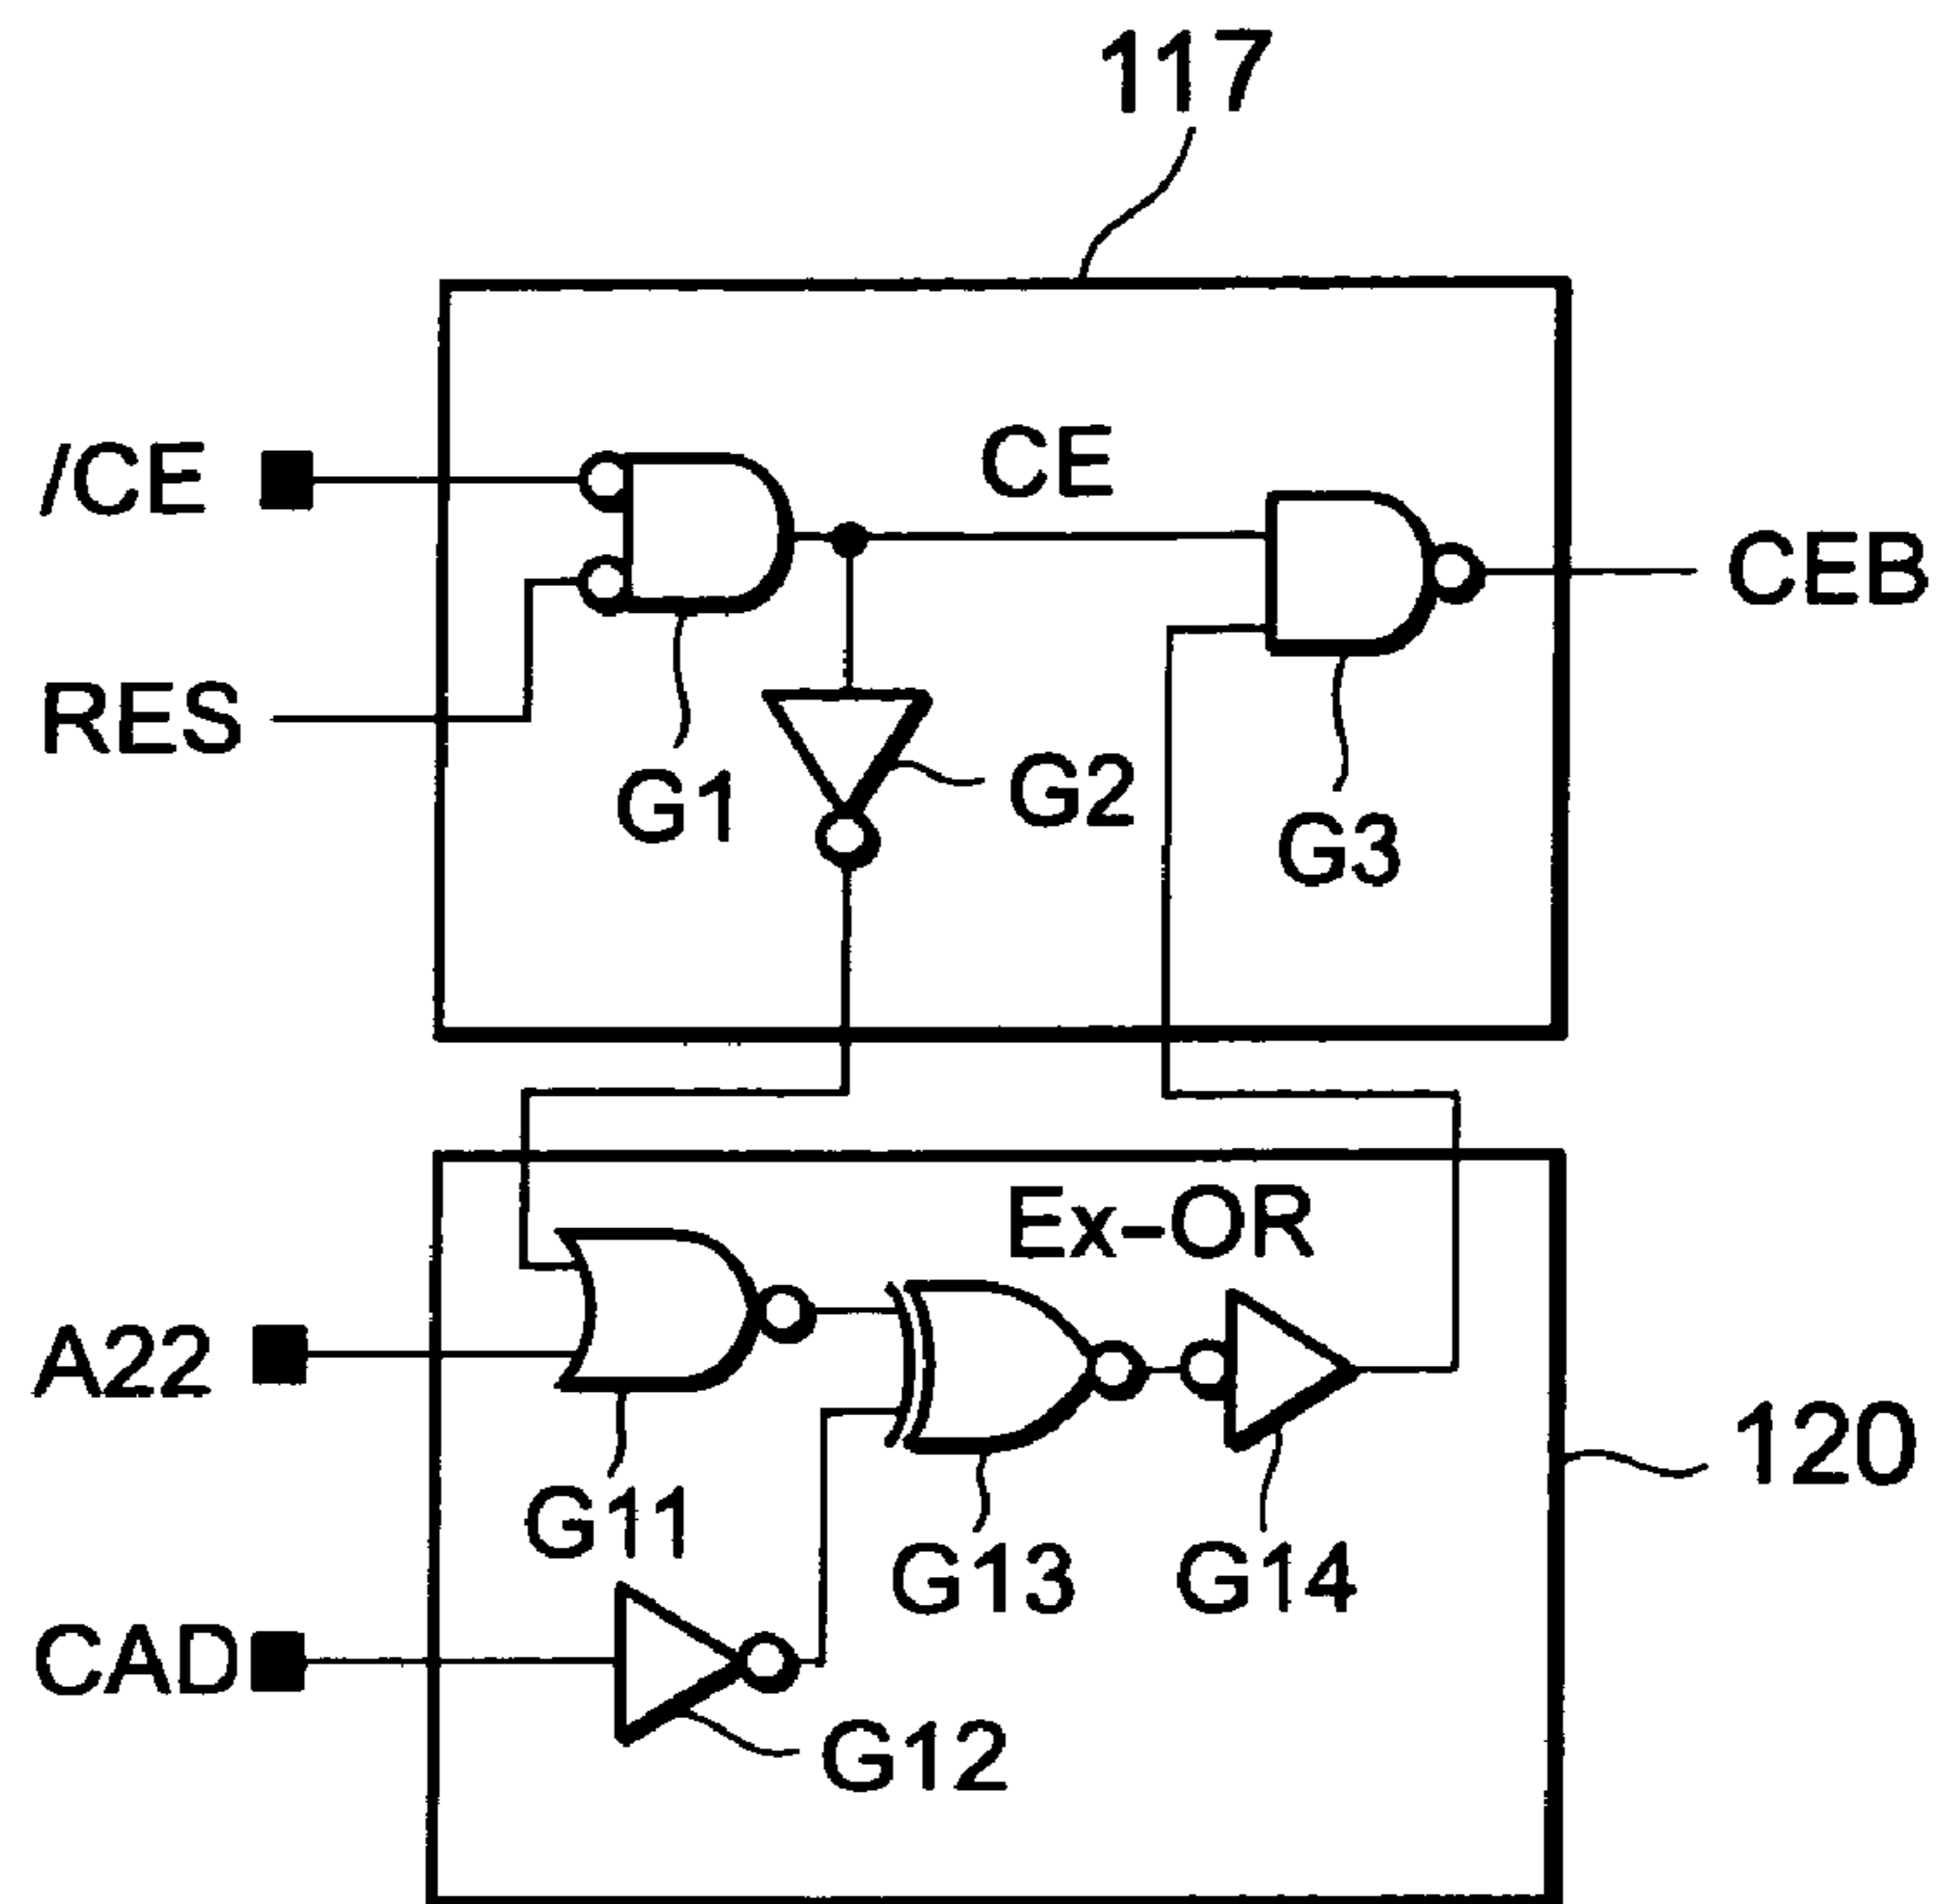 117
/CE
CE
CEB
RES
G1
G2
G3
Ex-OR
A22
120
G11
G13
G14
CAD
G12